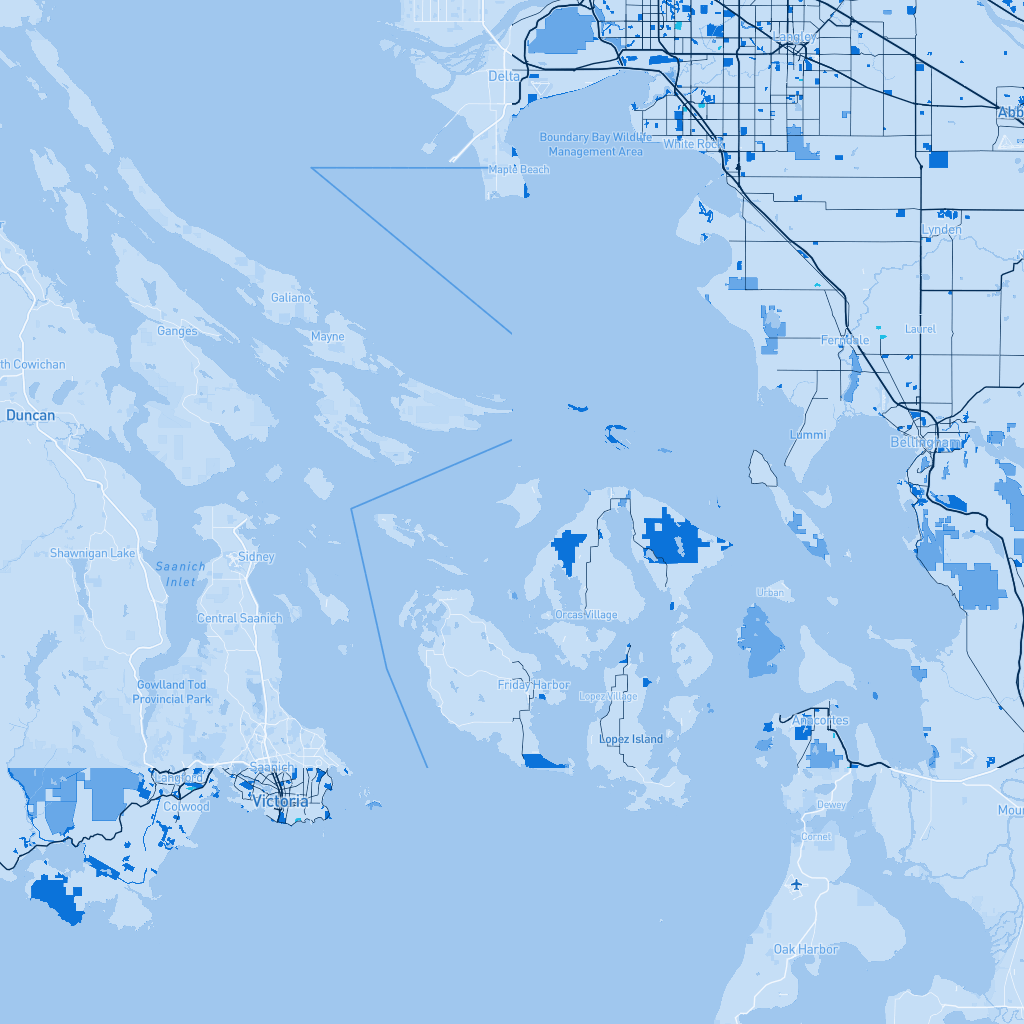 Langley
Delta
Abb
Boundary Bay Wildlife
Management Area
White Rock
Maple Beach
Lynden
Galiano
Ganges
Mayne
Laurel
Ferndale
th Cowichan
Duncan
Lummi
Bellingham
Shawnigan Lake
Sidney
Saanich
Inlet
Urban
Central Saanich
Orcas Village
Gowlland Tod
Provincial Park
Friday Harbor
Lopez Village
Anacortes
Lopez Island
Saanich
Langford
Victoria
Colwood
Dewey
Moun
Cornet
Oak Harbor